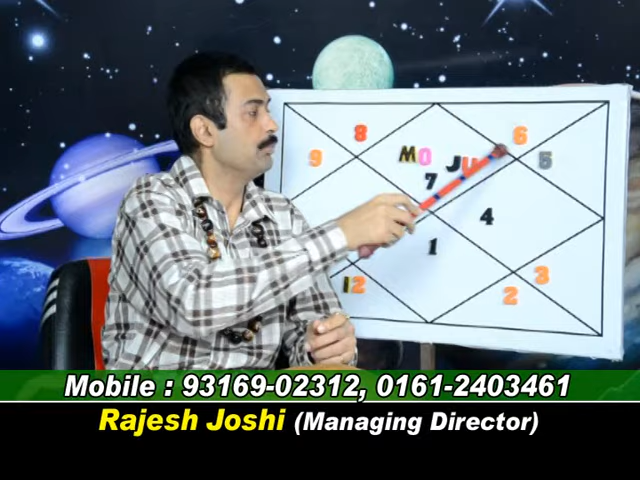 8
6
9
MO
JU
5
7
4
1
3
12
2
Mobile : 93169-02312, 0161-2403461
Rajesh Joshi (Managing Director)